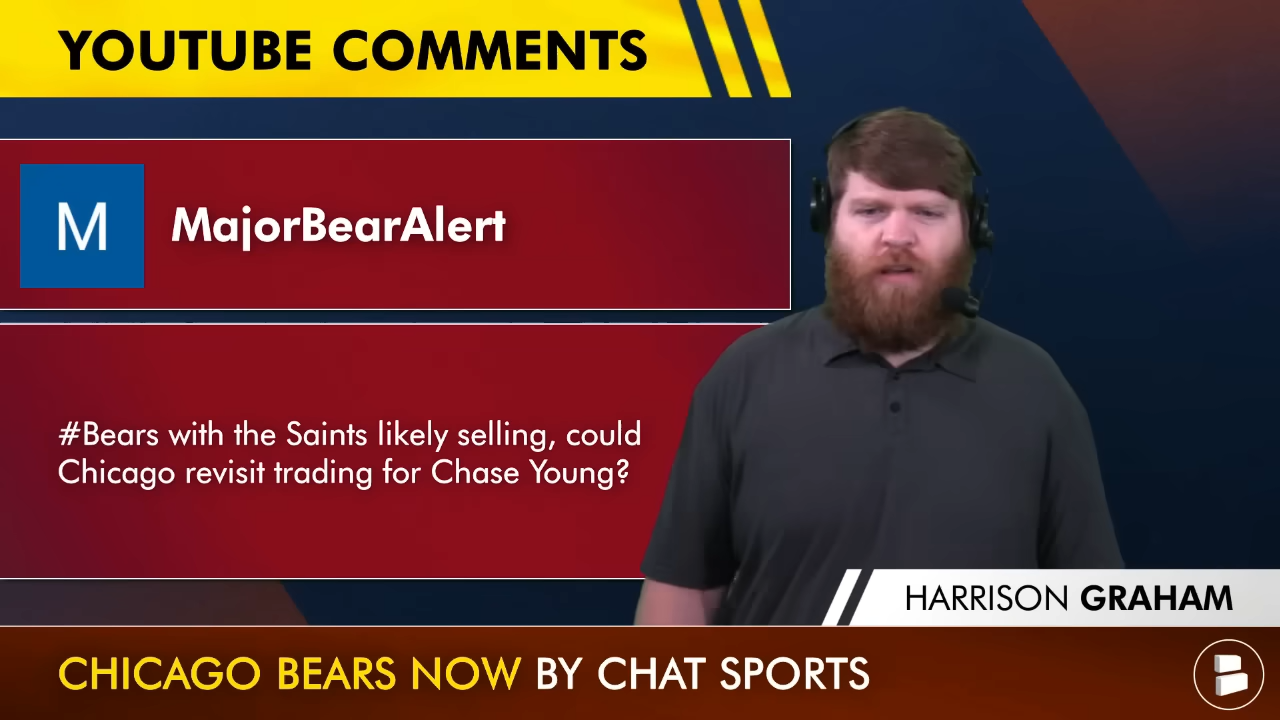 YOUTUBE COMMENTS
M
MajorBearAlert
#Bears with the Saints likely selling, could
Chicago revisit trading for Chase Young?
HARRISON GRAHAM
CHICAGO BEARS NOW BY CHAT SPORTS